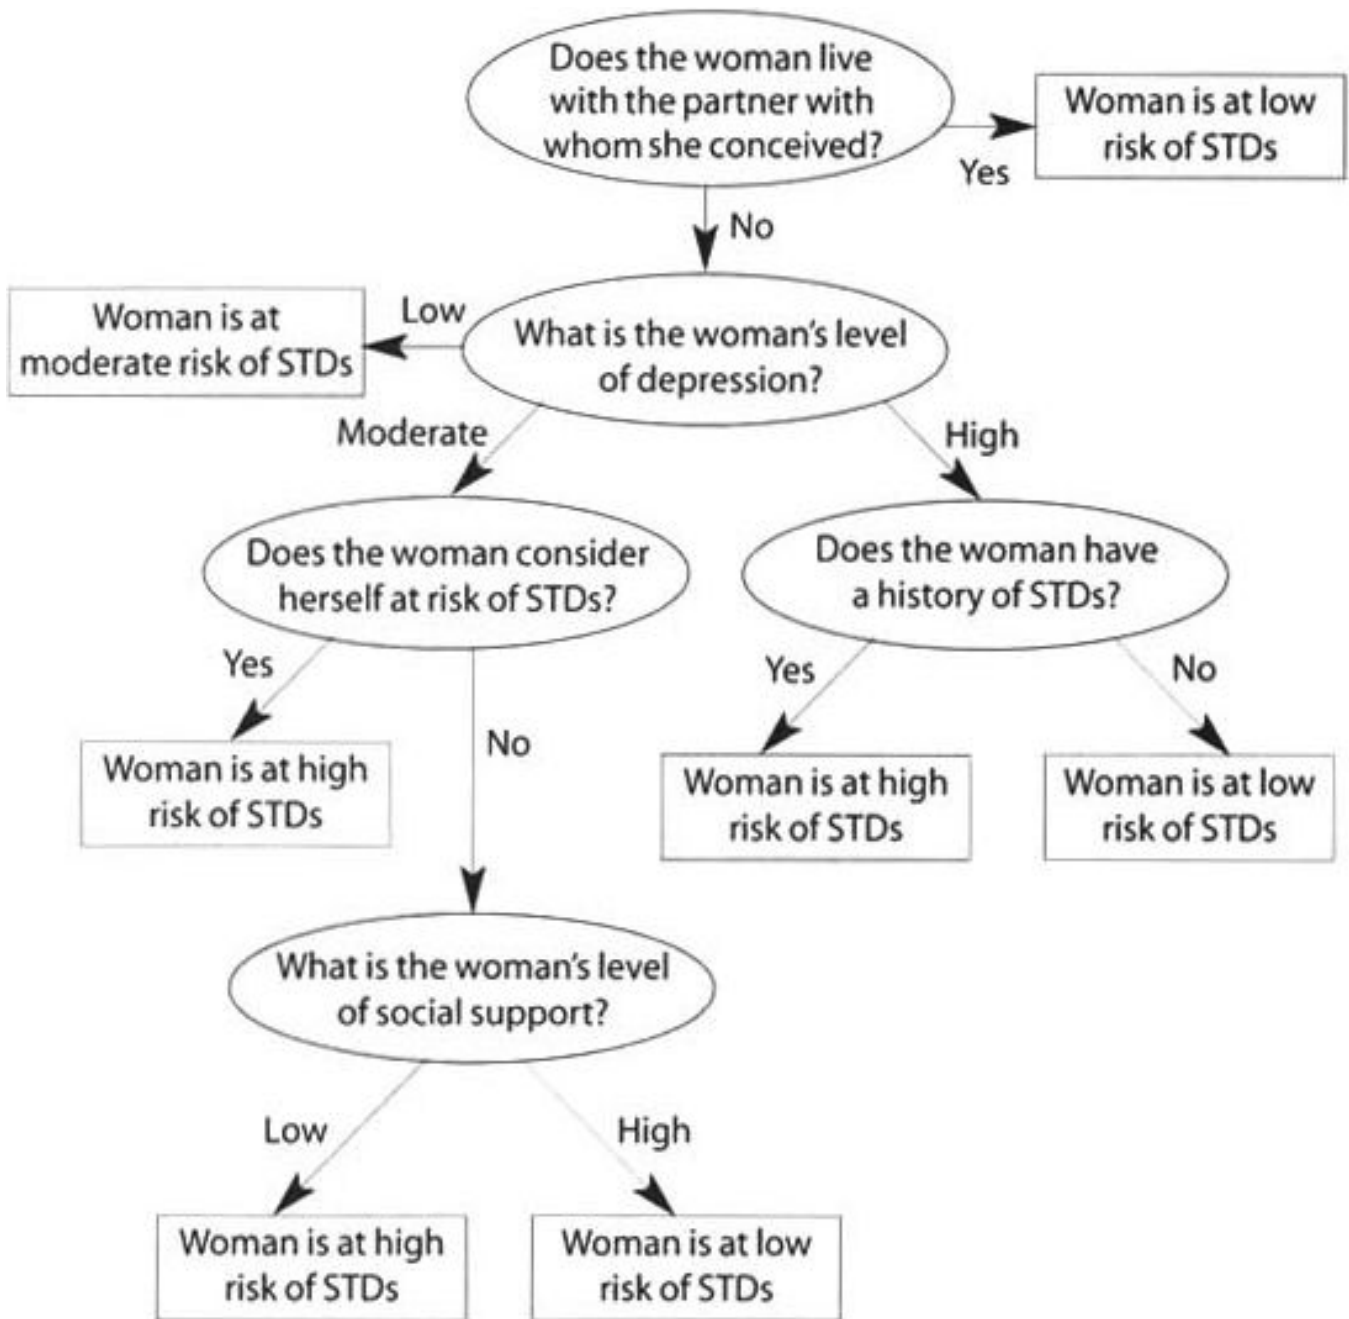 Does the woman live
with the partner with
whom she conceived?
Woman is at low
risk of STDs
Yes
No
Woman is at
moderate risk of STDs
Low
What is the woman's level
of depression?
Moderate
High
Does the woman consider
herself at risk of STDs?
Does the woman have
a history of STDs?
Yes
No
Yes
No
Woman is at high
risk of STDs
Woman is at high
risk of STDs
Woman is at low
risk of STDs
What is the woman's level
of social support?
Low
High
Woman is at high
risk of STDs
Woman is at low
risk of STDs